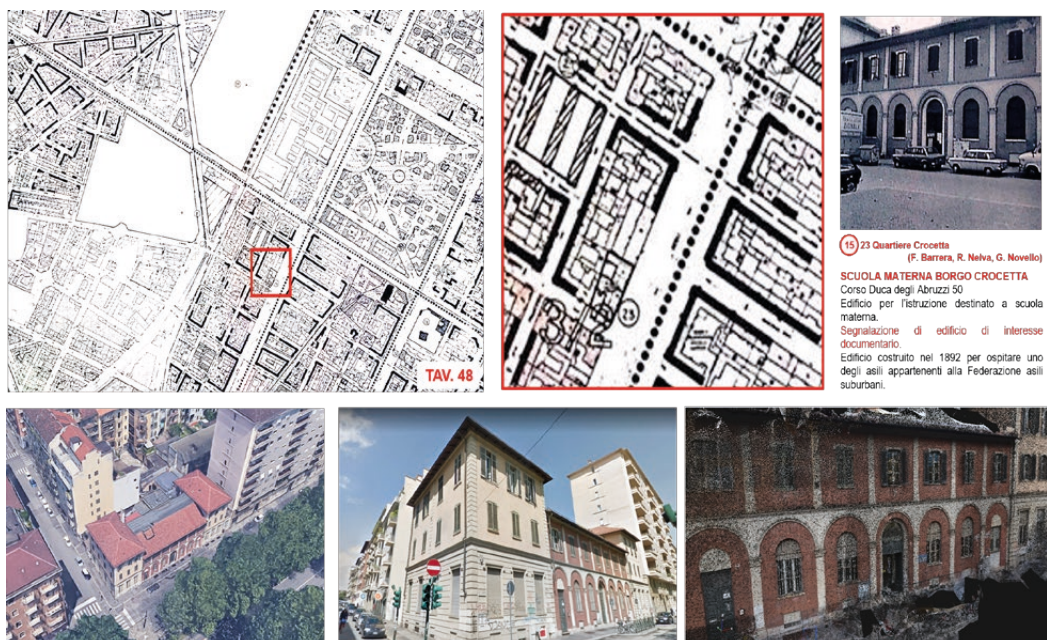 TAV. 48
23
15 23 Quartiere Crocetta
(F. Barrera, R. Nelva, G. Novello)
SCUOLA MATERNA BORGO CROCETTA
Corso Duca degli Abruzzi 50
Edificio per l'istruzione destinato a scuola
materna.
Segnalazione di edificio di interesse
documentario.
Edificio costruito nel 1892 per ospitare uno
degli asili appartenenti alla Federazione asili
suburbani.